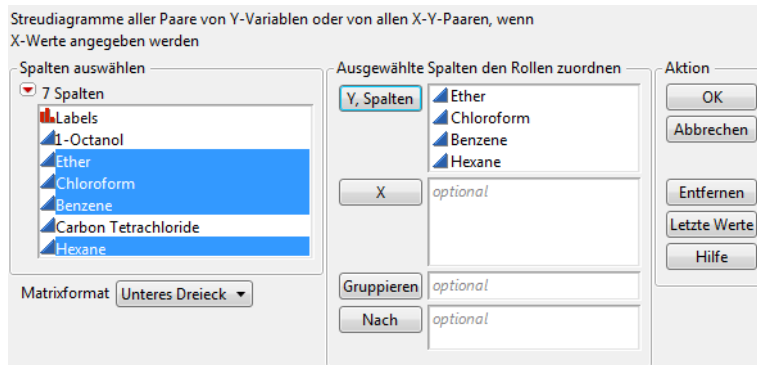 Streudiagramme aller Paare von Y-Variablen oder von allen X-Y-Paaren, wenn
X-Werte angegeben werden
Spalten auswählen
7 Spalten
Labels
1-Octanol
Ether
Chloroform
Benzene
Carbon Tetrachloride
Hexane
Matrixformat Unteres Dreieck
Ausgewählte Spalten den Rollen zuordnen
Y, Spalten
Ether
Chloroform
Benzene
Hexane
X optional
Gruppieren optional
Nach optional
Aktion
OK
Abbrechen
Entfernen
Letzte Werte
Hilfe